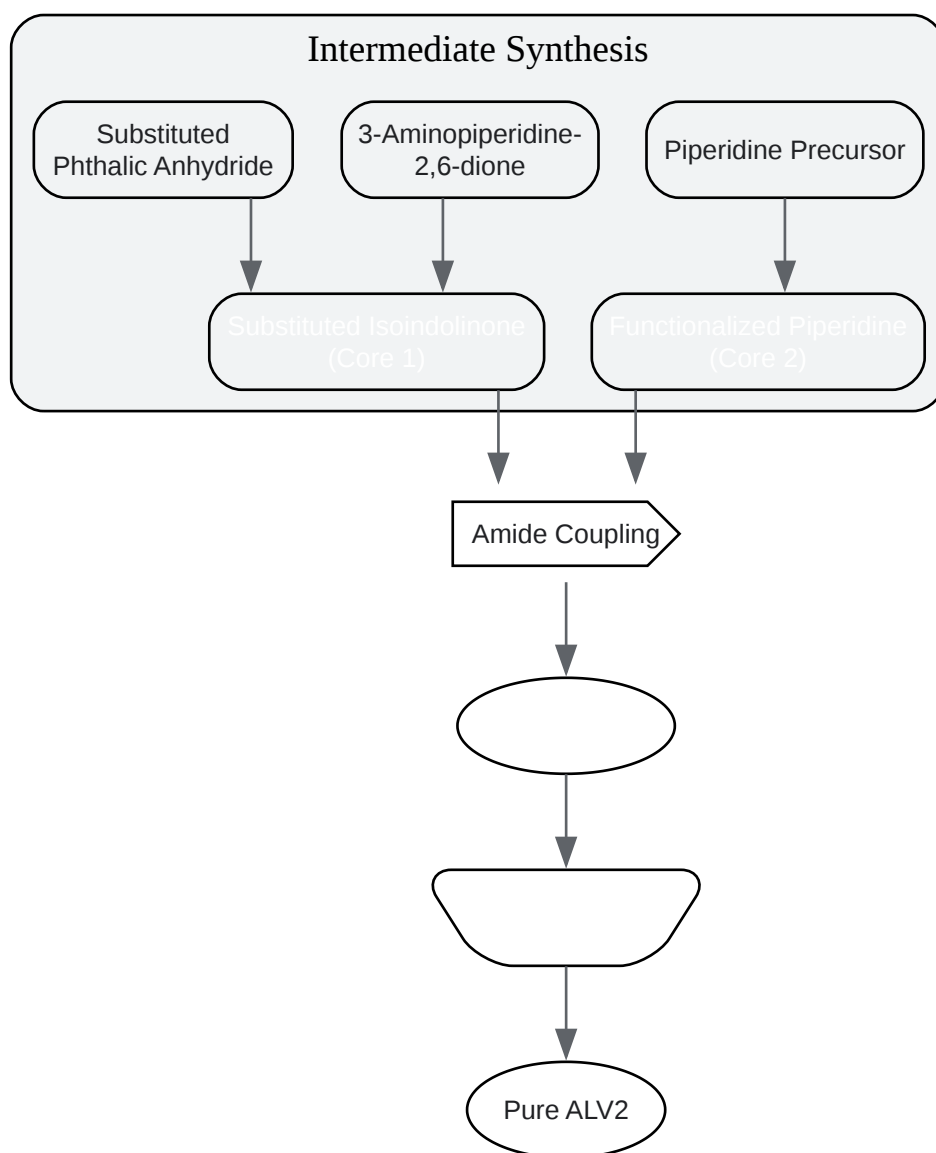 Intermediate Synthesis
Substituted
Phthalic Anhydride
3-Aminopiperidine-
2,6-dione
Piperidine Precursor
Substituted Isoindolinone
(Core 1)
Functionalized Piperidine
(Core 2)
Amide Coupling
Pure ALV2